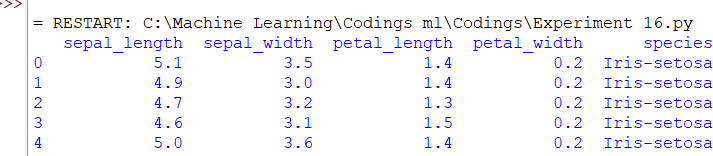 >>>
= RESTART: C:\Machine Learning\Codings ml\Codings\Experiment 16.py
sepal_length sepal_width petal_length petal_width species
0 5.1 3.5 1.4 0.2 Iris-setosa
1 4.9 3.0 1.4 0.2 Iris-setosa
2 4.7 3.2 1.3 0.2 Iris-setosa
3 4.6 3.1 1.5 0.2 Iris-setosa
4 5.0 3.6 1.4 0.2 Iris-setosa